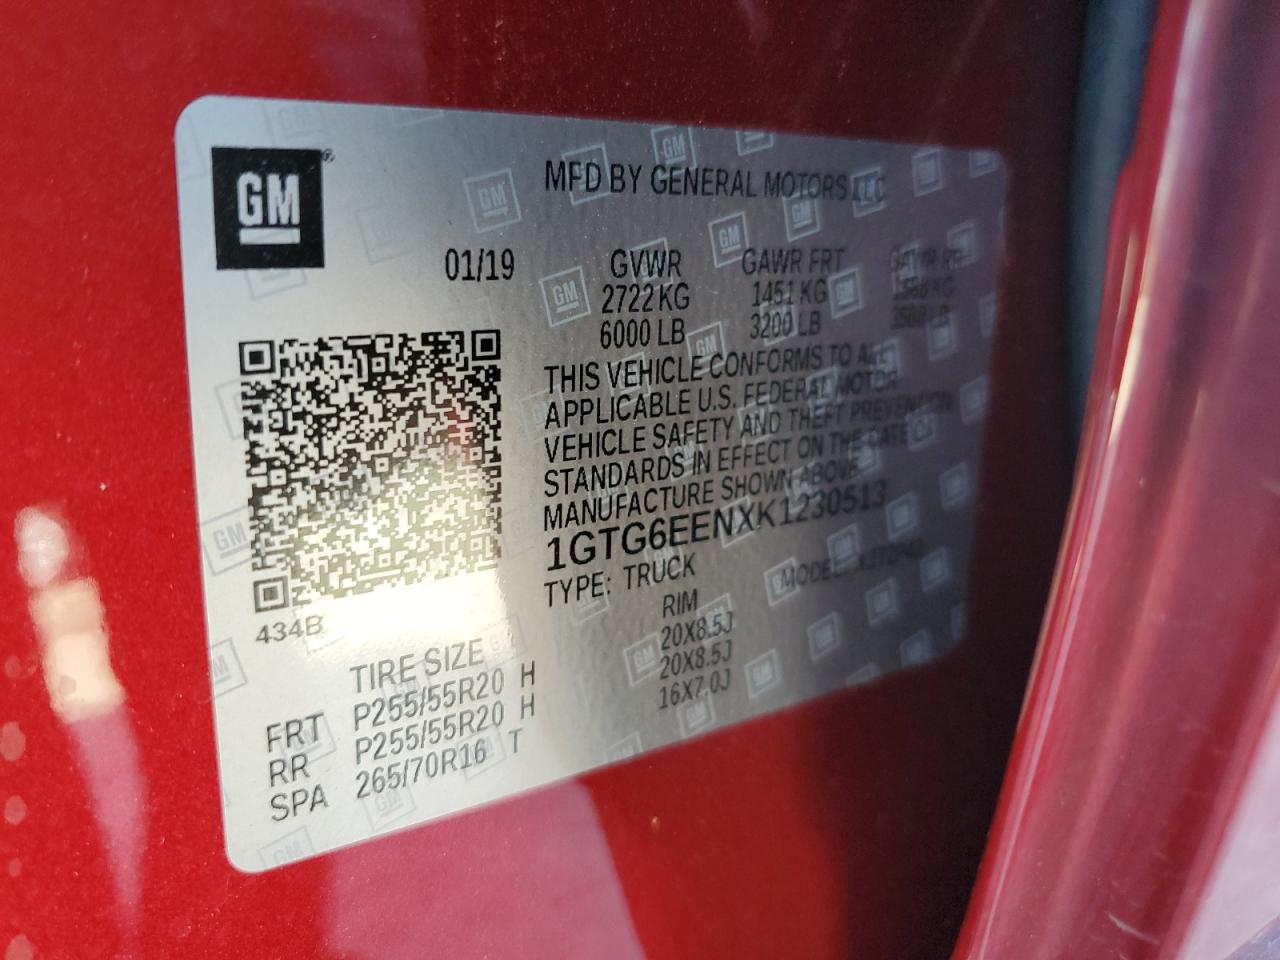 GM
MFD BY GENERAL MOTORS LLC
01/19 GVWR GAWR FRT GAWR RR
2722 KG 1451 KG
6000 LB 3200 LB
THIS VEHICLE CONFORMS TO ALL
APPLICABLE U.S. FEDERAL MOTOR
VEHICLE SAFETY AND THEFT PREVENTION
STANDARDS IN EFFECT ON THE DATE OF
MANUFACTURE SHOWN ABOVE.
1GTG6EENXK1230513
TYPE: TRUCK MODEL:
434B
TIRE SIZE RIM
FRT P255/55R20 H 20X8.5J
RR P255/55R20 H 20X8.5J
SPA 265/70R16 T 16X7.0J